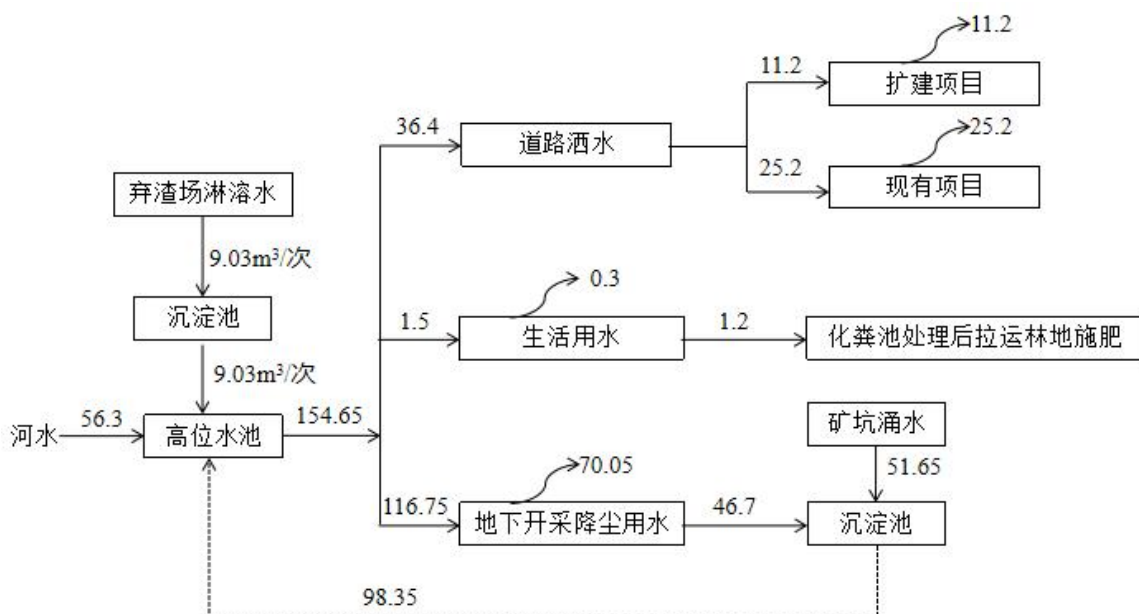 11.2
11.2
扩建项目
36.4
道路洒水
25.2
25.2
现有项目
弃渣场淋溶水
9.03m³/次
沉淀池
0.3
1.5
生活用水
1.2
化粪池处理后拉运林地施肥
9.03m³/次
河水
56.3
高位水池
154.65
矿坑涌水
51.65
70.05
116.75
地下开采降尘用水
46.7
沉淀池
98.35